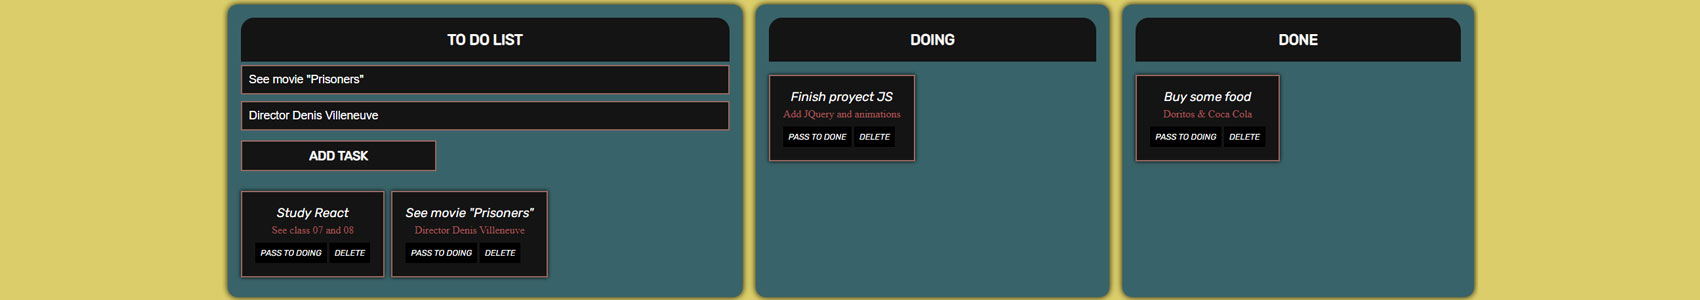 TO DO LIST
See movie "Prisoners"
Director Denis Villeneuve
ADD TASK
Study React
See class 07 and 08
PASS TO DOING DELETE
See movie "Prisoners"
Director Denis Villeneuve
PASS TO DOING DELETE
DOING
Finish proyect JS
Add JQuery and animations
PASS TO DONE DELETE
DONE
Buy some food
Doritos & Coca Cola
PASS TO DOING DELETE